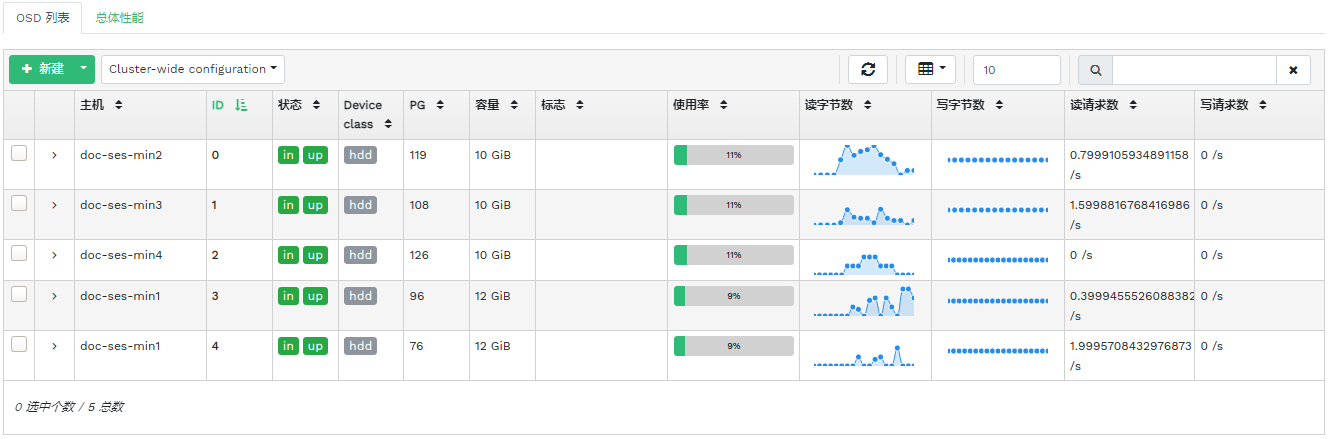 OSD 列表 总体性能
新建 Cluster-wide configuration 10
主机 ID 状态 Device class PG 容量 标志 使用率 读字节数 写字节数 读请求数 写请求数
doc-ses-min2 0 in up hdd 119 10 GiB 11% 0.7999105934891158 /s 0 /s
doc-ses-min3 1 in up hdd 108 10 GiB 11% 1.5998816768416986 /s 0 /s
doc-ses-min4 2 in up hdd 126 10 GiB 11% 0 /s 0 /s
doc-ses-min1 3 in up hdd 96 12 GiB 9% 0.3999455526088382 /s 0 /s
doc-ses-min1 4 in up hdd 76 12 GiB 9% 1.9995708432976873 /s 0 /s
0 选中个数 / 5 总数